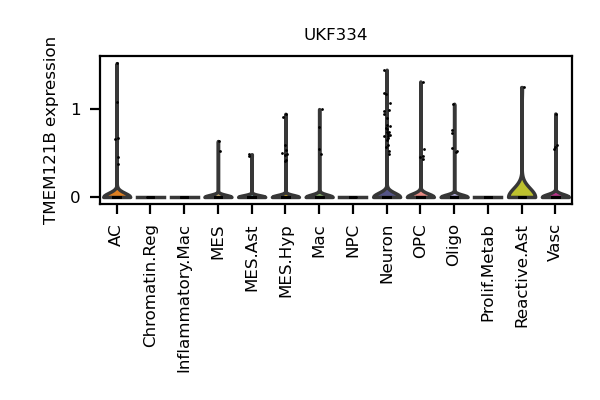 UKF334
TMEM121B expression
1
0
AC
Chromatin.Reg
Inflammatory.Mac
MES
MES.Ast
MES.Hyp
Mac
NPC
Neuron
OPC
Oligo
Prolif.Metab
Reactive.Ast
Vasc